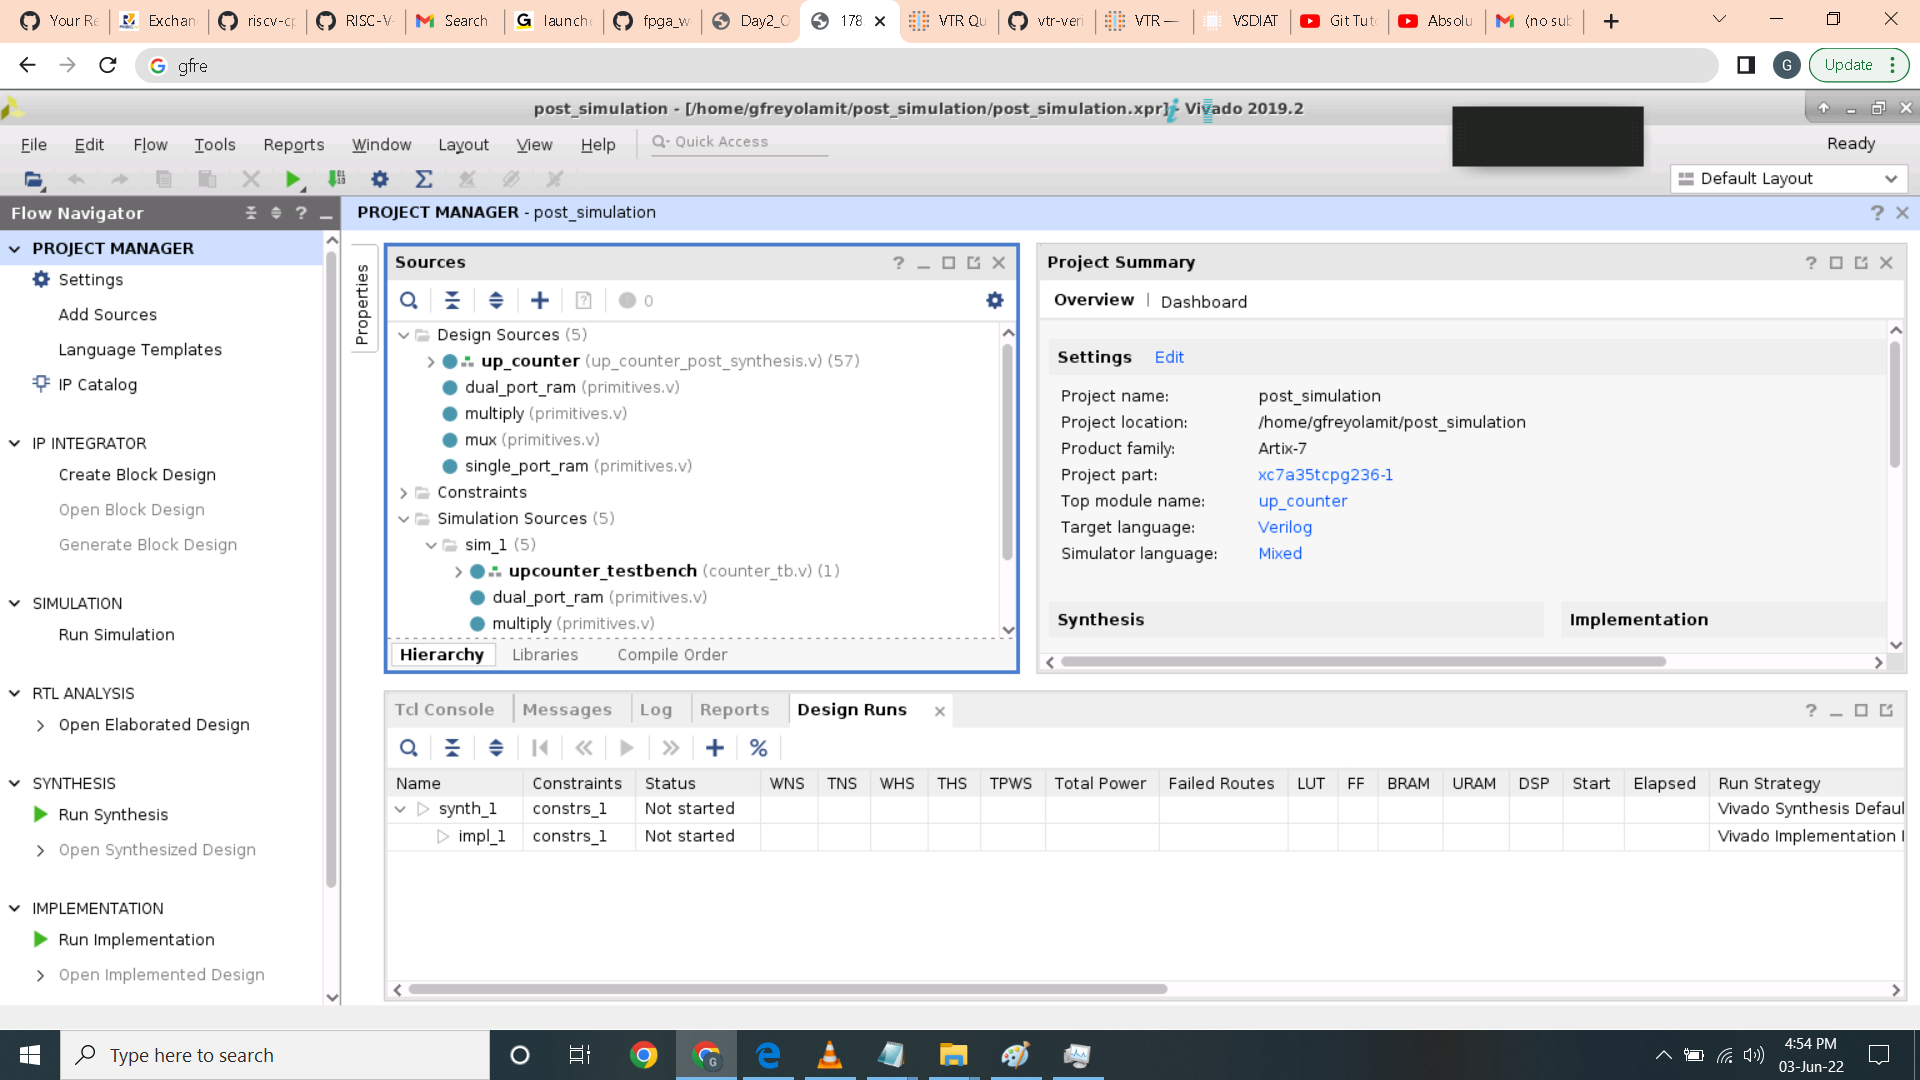 Your Re
Exchan
riscv-cp
RISC-V-
Search
launche
fpga_w
Day2_O
178
VTR Qu
vtr-veri
VTR —
VSDIAT
Git Tuto
Absolu
(no sub
gfre
G
Update
post_simulation - [/home/gfreyolamit/post_simulation/post_simulation.xpr] - Vivado 2019.2
File Edit Flow Tools Reports Window Layout View Help Quick Access
Ready
Default Layout
Flow Navigator
PROJECT MANAGER - post_simulation
PROJECT MANAGER
Settings
Add Sources
Language Templates
IP Catalog
IP INTEGRATOR
Create Block Design
Open Block Design
Generate Block Design
SIMULATION
Run Simulation
RTL ANALYSIS
Open Elaborated Design
SYNTHESIS
Run Synthesis
Open Synthesized Design
IMPLEMENTATION
Run Implementation
Open Implemented Design
Properties
Sources
0
Design Sources (5)
up_counter (up_counter_post_synthesis.v) (57)
dual_port_ram (primitives.v)
multiply (primitives.v)
mux (primitives.v)
single_port_ram (primitives.v)
Constraints
Simulation Sources (5)
sim_1 (5)
upcounter_testbench (counter_tb.v) (1)
dual_port_ram (primitives.v)
multiply (primitives.v)
Hierarchy Libraries Compile Order
Project Summary
Overview | Dashboard
Settings Edit
Project name: post_simulation
Project location: /home/gfreyolamit/post_simulation
Product family: Artix-7
Project part: xc7a35tcpg236-1
Top module name: up_counter
Target language: Verilog
Simulator language: Mixed
Synthesis
Implementation
Tcl Console Messages Log Reports Design Runs
Name Constraints Status WNS TNS WHS THS TPWS Total Power Failed Routes LUT FF BRAM URAM DSP Start Elapsed Run Strategy
synth_1 constrs_1 Not started Vivado Synthesis Defaul
impl_1 constrs_1 Not started Vivado Implementation I
Type here to search
4:54 PM
03-Jun-22